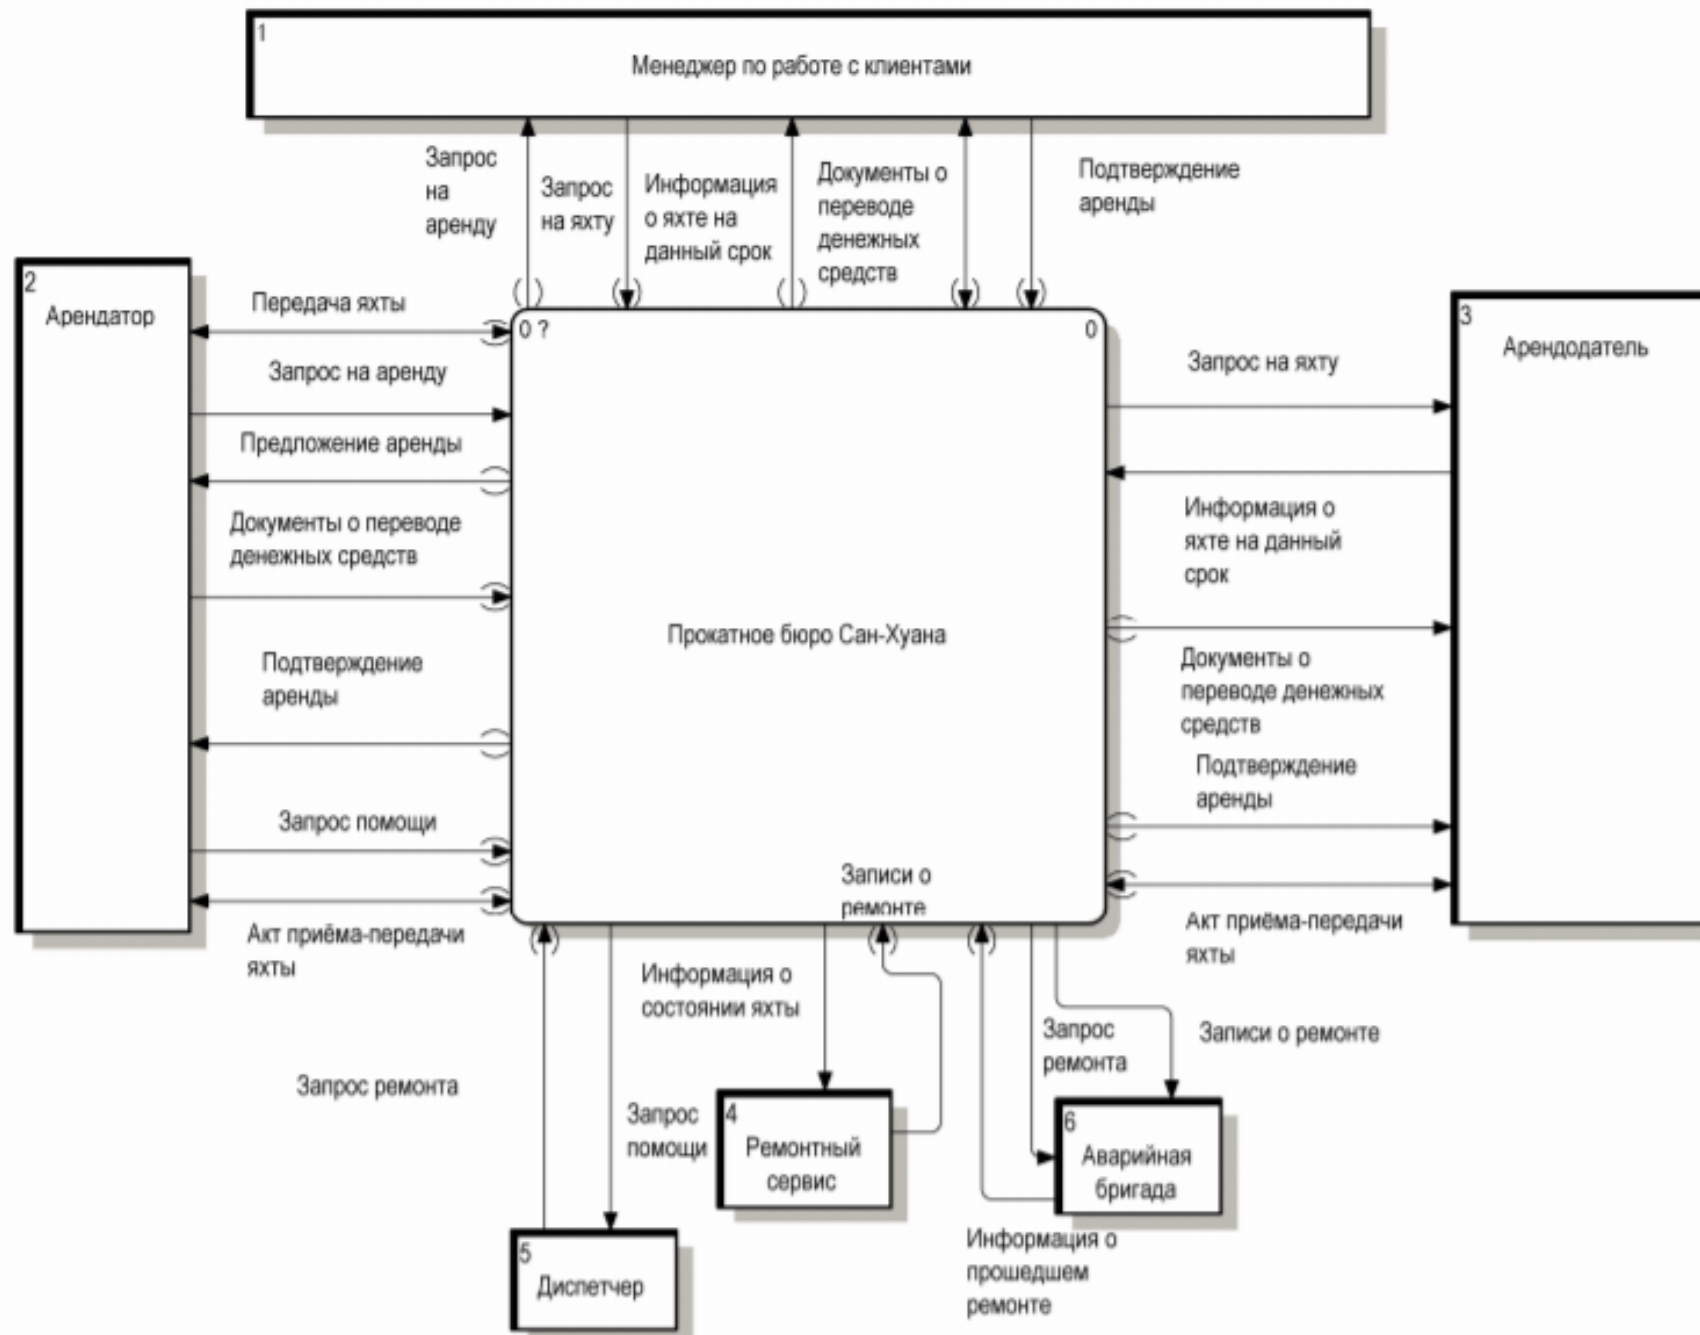 1
Менеджер по работе с клиентами
Запрос
на
аренду
Запрос
на яхту
Информация
о яхте на
данный срок
Документы о
переводе
денежных
средств
Подтверждение
аренды
2
Арендатор
Передача яхты
Запрос на аренду
Предложение аренды
Документы о переводе
денежных средств
Подтверждение
аренды
Запрос помощи
Акт приёма-передачи
яхты
0 ?
0
Прокатное бюро Сан-Хуана
Записи о
ремонте
3
Арендодатель
Запрос на яхту
Информация о
яхте на данный
срок
Документы о
переводе денежных
средств
Подтверждение
аренды
Акт приёма-передачи
яхты
Информация о
состоянии яхты
Запрос ремонта
Запрос
помощи
4
Ремонтный
сервис
Запрос
ремонта
Записи о ремонте
6
Аварийная
бригада
5
Диспетчер
Информация о
прошедшем
ремонте